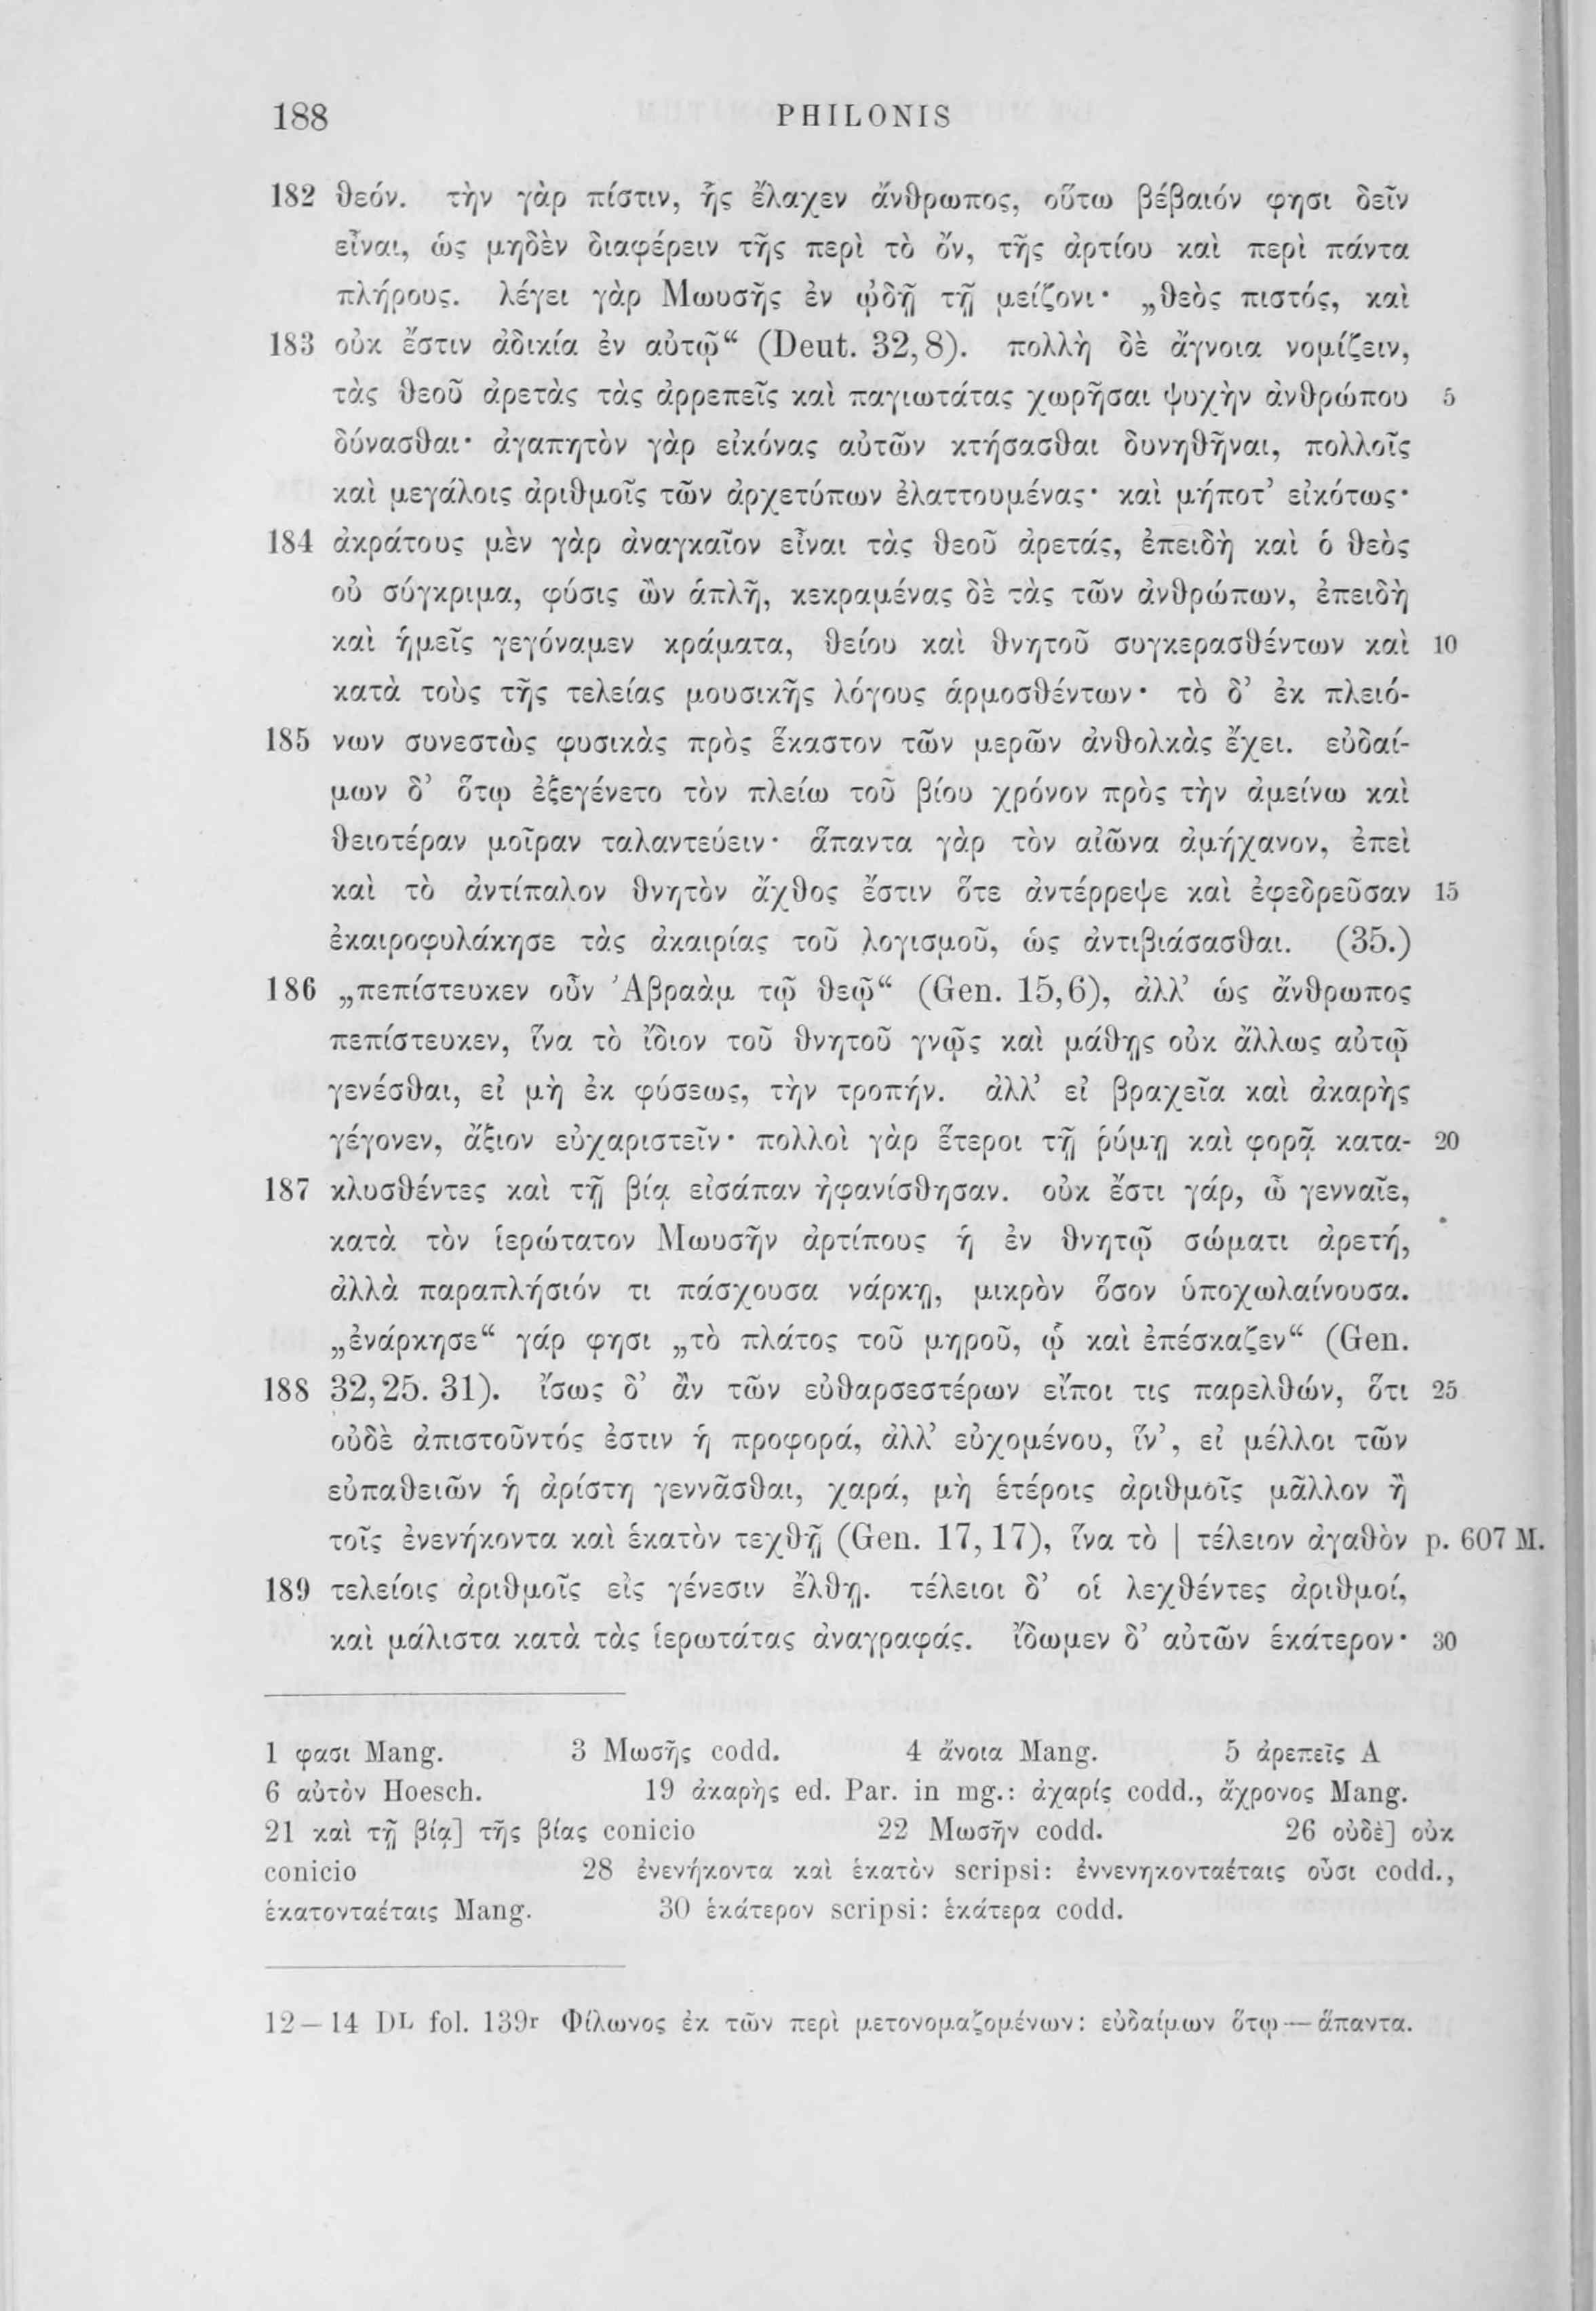 188 PHILONIS
182 θεόν. τὴν γὰρ πίστιν, ἧς ἔλαχεν ἄνθρωπος, οὕτω βέβαιόν φησι δεῖν
εἶναι, ὡς μηδὲν διαφέρειν τῆς περὶ τὸ ὄν, τῆς ἀρτίου καὶ περὶ πάντα
πλήρους. λέγει γὰρ Μωυσῆς ἐν ᾠδῇ τῇ μείζονι· „θεὸς πιστός, καὶ
183 οὐκ ἔστιν ἀδικία ἐν αὐτῷ“ (Deut. 32,8). πολλὴ δὲ ἄγνοια νομίζειν,
τὰς θεοῦ ἀρετὰς τὰς ἀρρεπεῖς καὶ παγιωτάτας χωρῆσαι ψυχὴν ἀνθρώπου 5
δύνασθαι· ἀγαπητὸν γὰρ εἰκόνας αὐτῶν κτήσασθαι δυνηθῆναι, πολλοῖς
καὶ μεγάλοις ἀριθμοῖς τῶν ἀρχετύπων ἐλαττουμένας· καὶ μήποτ’ εἰκότως·
184 ἀκράτους μὲν γὰρ ἀναγκαῖον εἶναι τὰς θεοῦ ἀρετάς, ἐπειδὴ καὶ ὁ θεὸς
οὐ σύγκριμα, φύσις ὢν ἁπλῆ, κεκραμένας δὲ τὰς τῶν ἀνθρώπων, ἐπειδὴ
καὶ ἡμεῖς γεγόναμεν κράματα, θείου καὶ θνητοῦ συγκερασθέντων καὶ 10
κατὰ τοὺς τῆς τελείας μουσικῆς λόγους ἁρμοσθέντων· τὸ δ’ ἐκ πλειό-
185 νων συνεστὼς φυσικὰς πρὸς ἕκαστον τῶν μερῶν ἀνθολκὰς ἔχει. εὐδαί-
μων δ’ ὅτῳ ἐξεγένετο τὸν πλείω τοῦ βίου χρόνον πρὸς τὴν ἀμείνω καὶ
θειοτέραν μοῖραν ταλαντεύειν· ἅπαντα γὰρ τὸν αἰῶνα ἀμήχανον, ἐπεὶ
καὶ τὸ ἀντίπαλον θνητὸν ἄχθος ἔστιν ὅτε ἀντέρρεψε καὶ ἐφεδρεῦσαν 15
ἐκαιροφυλάκησε τὰς ἀκαιρίας τοῦ λογισμοῦ, ὡς ἀντιβιάσασθαι. (35.)
186 „πεπίστευκεν οὖν Ἀβραὰμ τῷ θεῷ“ (Gen. 15,6), ἀλλ’ ὡς ἄνθρωπος
πεπίστευκεν, ἵνα τὸ ἴδιον τοῦ θνητοῦ γνῷς καὶ μάθῃς οὐκ ἄλλως αὐτῷ
γενέσθαι, εἰ μὴ ἐκ φύσεως, τὴν τροπήν. ἀλλ’ εἰ βραχεῖα καὶ ἀκαρὴς
γέγονεν, ἄξιον εὐχαριστεῖν· πολλοὶ γὰρ ἕτεροι τῇ ῥύμῃ καὶ φορᾷ κατα- 20
187 κλυσθέντες καὶ τῇ βίᾳ εἰσάπαν ἠφανίσθησαν. οὐκ ἔστι γάρ, ὦ γενναῖε,
κατὰ τὸν ἱερώτατον Μωυσῆν ἀρτίπους ἡ ἐν θνητῷ σώματι ἀρετή,
ἀλλὰ παραπλήσιόν τι πάσχουσα νάρκῃ, μικρὸν ὅσον ὑποχωλαίνουσα.
„ἐνάρκησε“ γάρ φησι „τὸ πλάτος τοῦ μηροῦ, ᾧ καὶ ἐπέσκαζεν“ (Gen.
188 32,25. 31). ἴσως δ’ ἂν τῶν εὐθαρσεστέρων εἴποι τις παρελθών, ὅτι 25
οὐδὲ ἀπιστοῦντός ἐστιν ἡ προφορά, ἀλλ’ εὐχομένου, ἵν’, εἰ μέλλοι τῶν
εὐπαθειῶν ἡ ἀρίστη γεννᾶσθαι, χαρά, μὴ ἑτέροις ἀριθμοῖς μᾶλλον ἢ
τοῖς ἐνενήκοντα καὶ ἑκατὸν τεχθῇ (Gen. 17,17), ἵνα τὸ | τέλειον ἀγαθὸν p. 607 M.
189 τελείοις ἀριθμοῖς εἰς γένεσιν ἔλθῃ. τέλειοι δ’ οἱ λεχθέντες ἀριθμοί,
καὶ μάλιστα κατὰ τὰς ἱερωτάτας ἀναγραφάς. ἴδωμεν δ’ αὐτῶν ἑκάτερον· 30
1 φασι Mang. 3 Μωσῆς codd. 4 ἄνοια Mang. 5 ἀρεπεῖς A
6 αὐτὸν Hoesch. 19 ἀκαρὴς ed. Par. in mg.: ἀχαρίς codd., ἄχρονος Mang.
21 καὶ τῇ βίᾳ] τῆς βίας conicio 22 Μωσῆν codd. 26 οὐδὲ] οὐκ
conicio 28 ἐνενήκοντα καὶ ἑκατὸν scripsi: ἐννενηκονταέταις οὖσι codd.,
ἑκατονταέταις Mang. 30 ἑκάτερον scripsi: ἑκάτερα codd.
12—14 DL fol. 139r Φίλωνος ἐκ τῶν περὶ μετονομαζομένων: εὐδαίμων ὅτῳ—ἅπαντα.